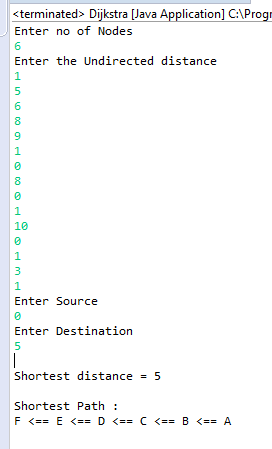 <terminated> Dijkstra [Java Application] C:\Progr
Enter no of Nodes
6
Enter the Undirected distance
1
5
6
8
9
1
0
8
0
1
10
0
1
3
1
Enter Source
0
Enter Destination
5
Shortest distance = 5
Shortest Path :
F <== E <== D <== C <== B <== A